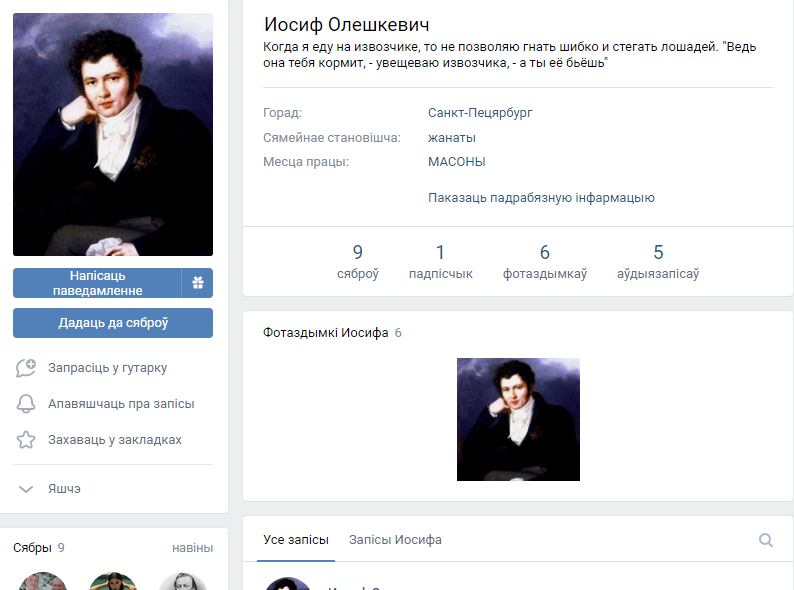 Иосиф Олешкевич
Когда я еду на извозчике, то не позволяю гнать шибко и стегать лошадей. "Ведь
она тебя кормит, - увещеваю извозчика, - а ты её бьёшь"
Горад: Санкт-Пецярбург
Сямейнае становішча: жанаты
Месца працы: МАСОНЫ
Паказаць падрабязную інфармацыю
9 1 6 5
сяброў падпісчык фотаздымкаў аўдыязапісаў
Напісаць
паведамленне
Дадаць да сяброў
Запрасіць у гутарку
Апавяшчаць пра запісы
Захаваць у закладках
Яшчэ
Сябры 9 навіны
Фотаздымкі Иосифа 6
Усе запісы Запісы Иосифа